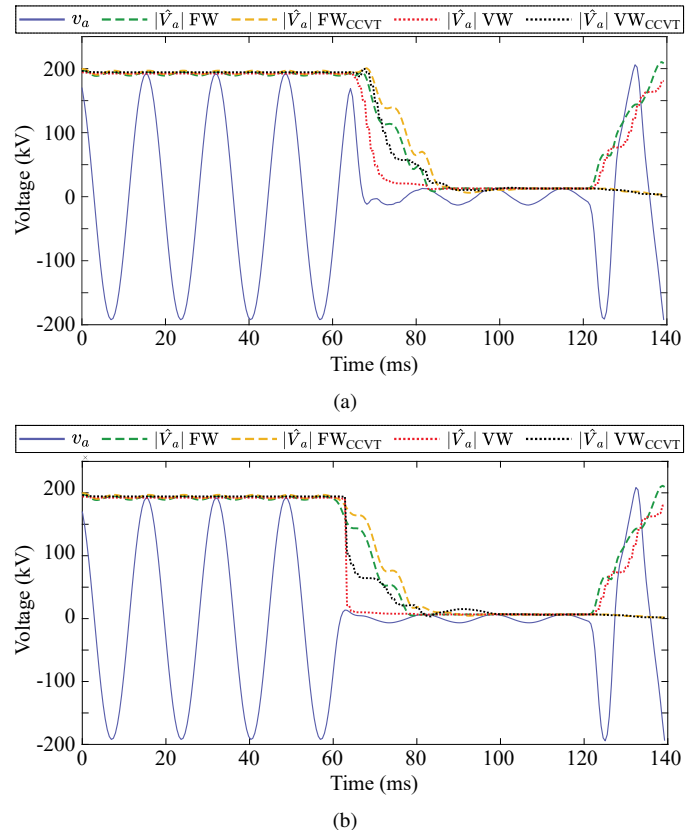 v_a |V̂_a| FW |V̂_a| FW_CCVT |V̂_a| VW |V̂_a| VW_CCVT
200
100
0
-100
-200
Voltage (kV)
0 20 40 60 80 100 120 140
Time (ms)
(a)
v_a |V̂_a| FW |V̂_a| FW_CCVT |V̂_a| VW |V̂_a| VW_CCVT
200
100
0
-100
-200
Voltage (kV)
0 20 40 60 80 100 120 140
Time (ms)
(b)